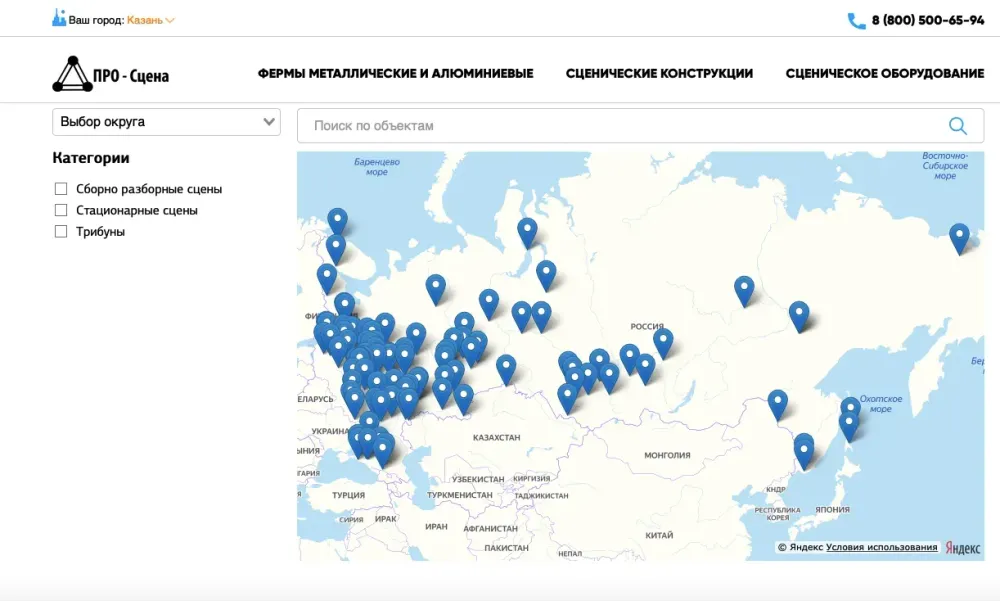 Ваш город: Казань
8 (800) 500-65-94
ПРО - Сцена
ФЕРМЫ МЕТАЛЛИЧЕСКИЕ И АЛЮМИНИЕВЫЕ
СЦЕНИЧЕСКИЕ КОНСТРУКЦИИ
СЦЕНИЧЕСКОЕ ОБОРУДОВАНИЕ
Выбор округа
Поиск по объектам
Категории
Сборно разборные сцены
Стационарные сцены
Трибуны
Баренцево
море
Восточно-
Сибирское
море
РОССИЯ
Охотское
море
ЕЛАРУСЬ
УКРАИНА
КАЗАХСТАН
МОНГОЛИЯ
УЗБЕКИСТАН
КИРГИЗИЯ
ТУРЦИЯ
ТУРКМЕНИСТАН
ТАДЖИКИСТАН
КНДР
РЕСПУБЛИКА
КОРЕЯ
ЯПОНИЯ
СИРИЯ
ИРАК
ИРАН
АФГАНИСТАН
КИТАЙ
ПАКИСТАН
НЕПАЛ
© Яндекс Условия использования
Яндекс